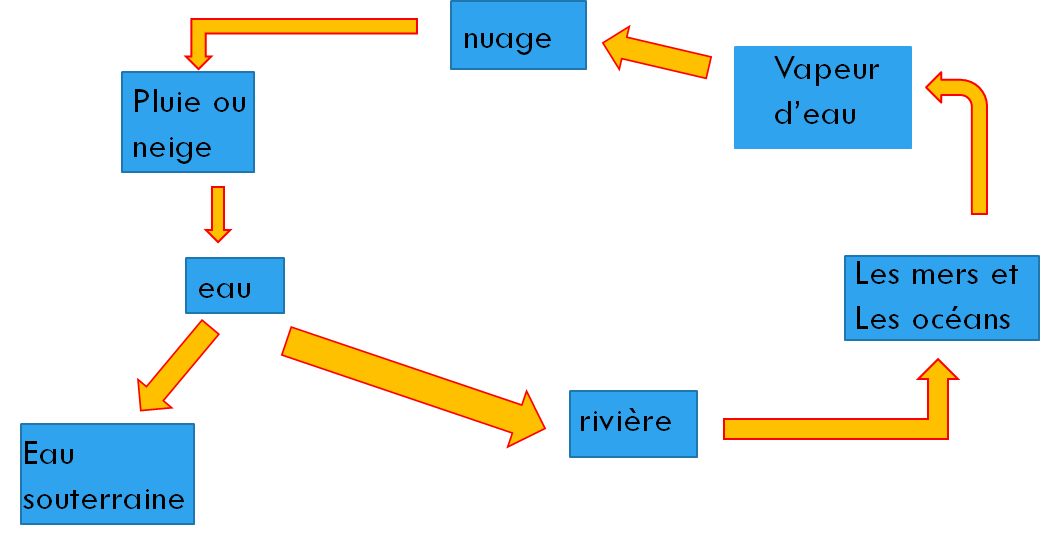 nuage
Vapeur
d’eau
Pluie ou
neige
eau
Les mers et
Les océans
rivière
Eau
souterraine